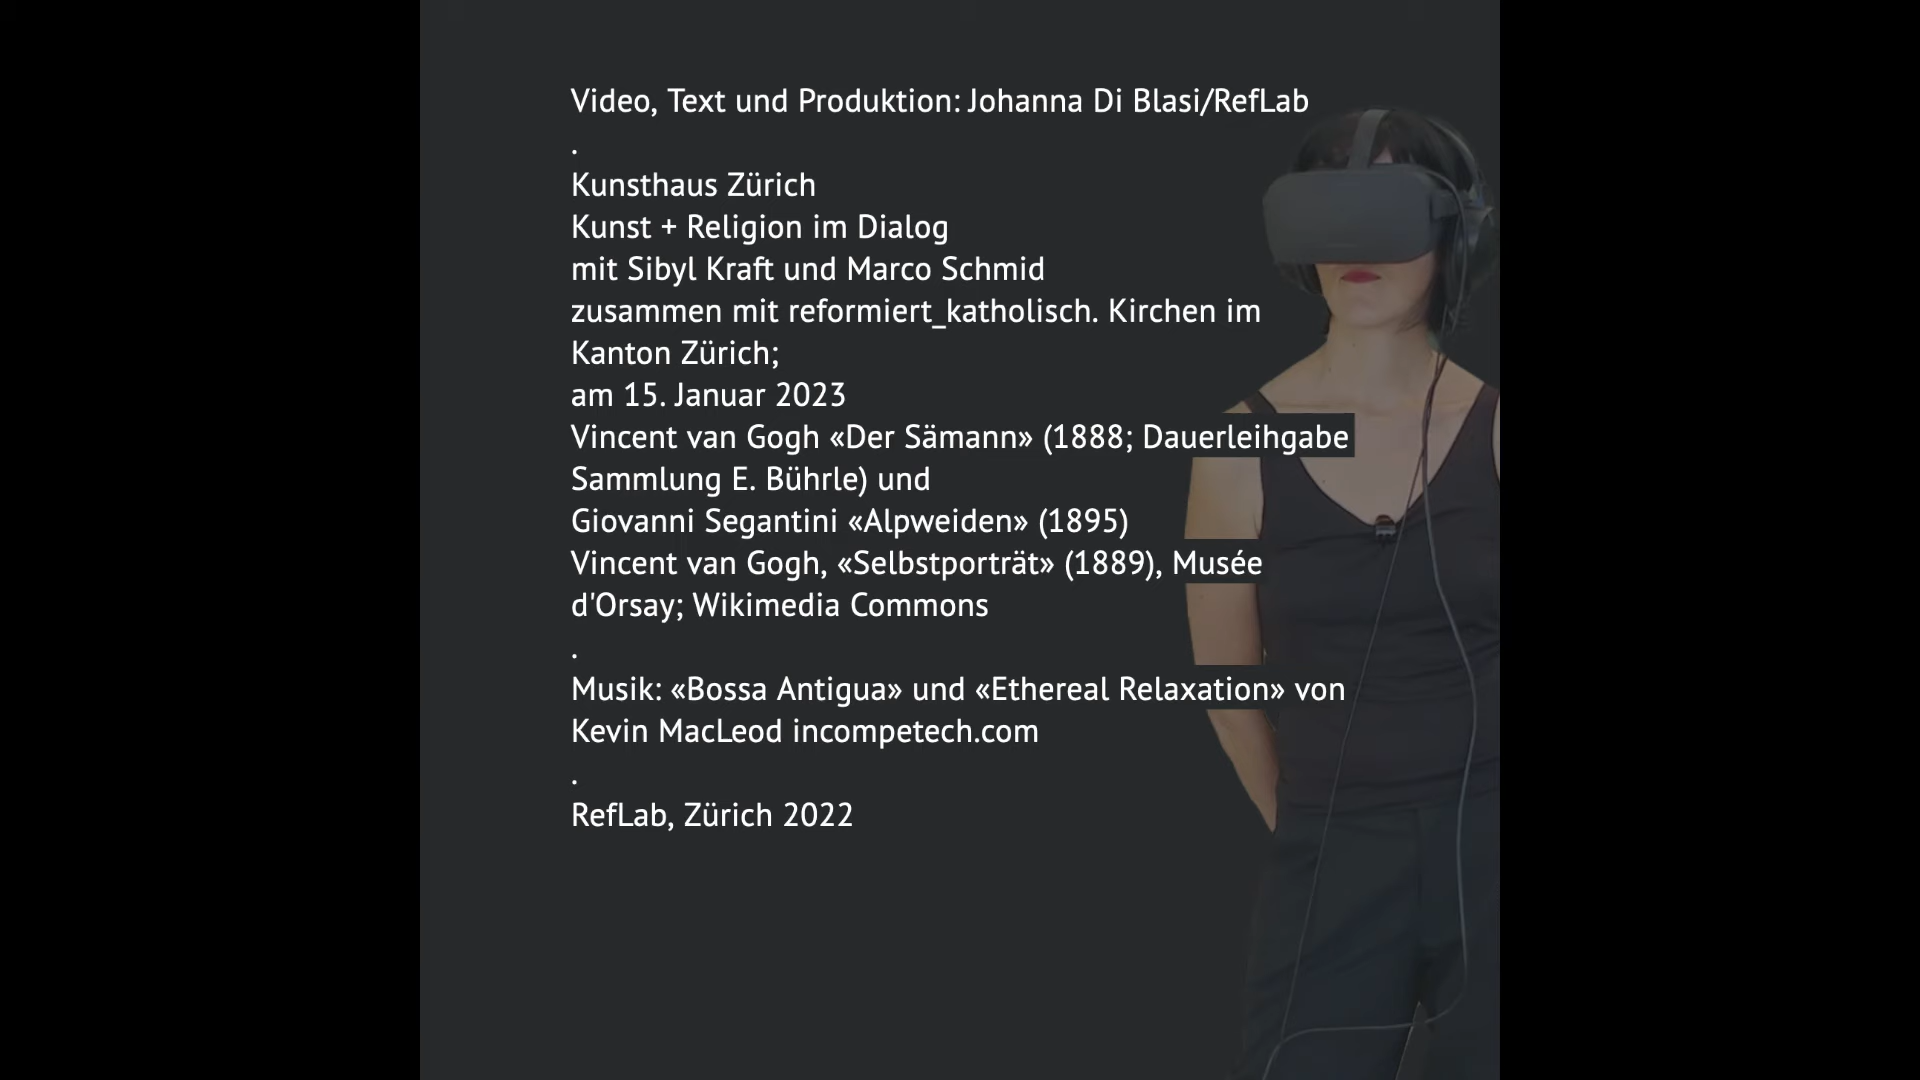 Video, Text und Produktion: Johanna Di Blasi/RefLab
.
Kunsthaus Zürich
Kunst + Religion im Dialog
mit Sibyl Kraft und Marco Schmid
zusammen mit reformiert_katholisch. Kirchen im
Kanton Zürich;
am 15. Januar 2023
Vincent van Gogh «Der Sämann» (1888; Dauerleihgabe
Sammlung E. Bührle) und
Giovanni Segantini «Alpweiden» (1895)
Vincent van Gogh, «Selbstporträt» (1889), Musée
d'Orsay; Wikimedia Commons
.
Musik: «Bossa Antigua» und «Ethereal Relaxation» von
Kevin MacLeod incompetech.com
.
RefLab, Zürich 2022